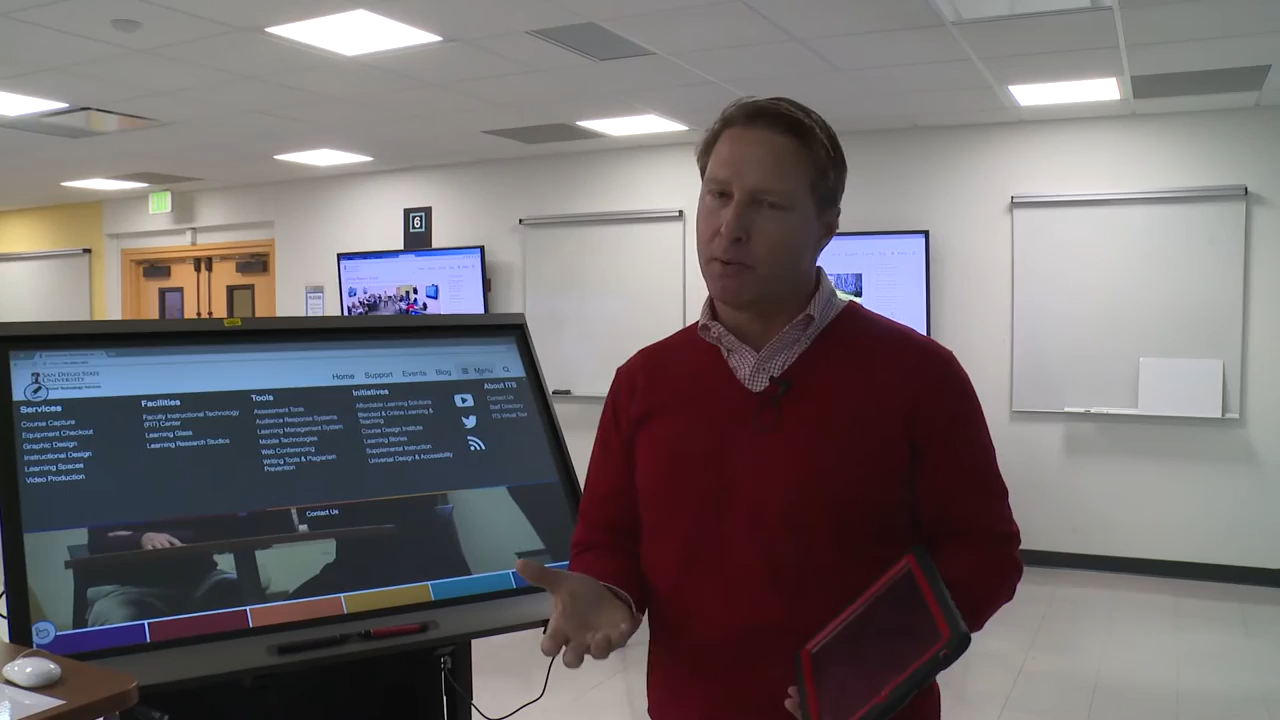 6
EXIT
SAN DIEGO STATE
UNIVERSITY
Home Support Events Blog Menu
Services
Course Capture
Equipment Checkout
Graphic Design
Instructional Design
Learning Spaces
Video Production
Facilities
Faculty Instructional Technology
(FIT) Center
Learning Glass
Learning Research Studios
Tools
Assessment Tools
Audience Response Systems
Learning Management System
Mobile Technologies
Web Conferencing
Writing Tools & Plagiarism
Prevention
Initiatives
Affordable Learning Solutions
Blended & Online Learning &
Teaching
Course Design Institute
Learning Stories
Supplemental Instruction
Universal Design & Accessibility
About ITS
Contact Us
Staff Directory
ITS Virtual Tour
Contact Us